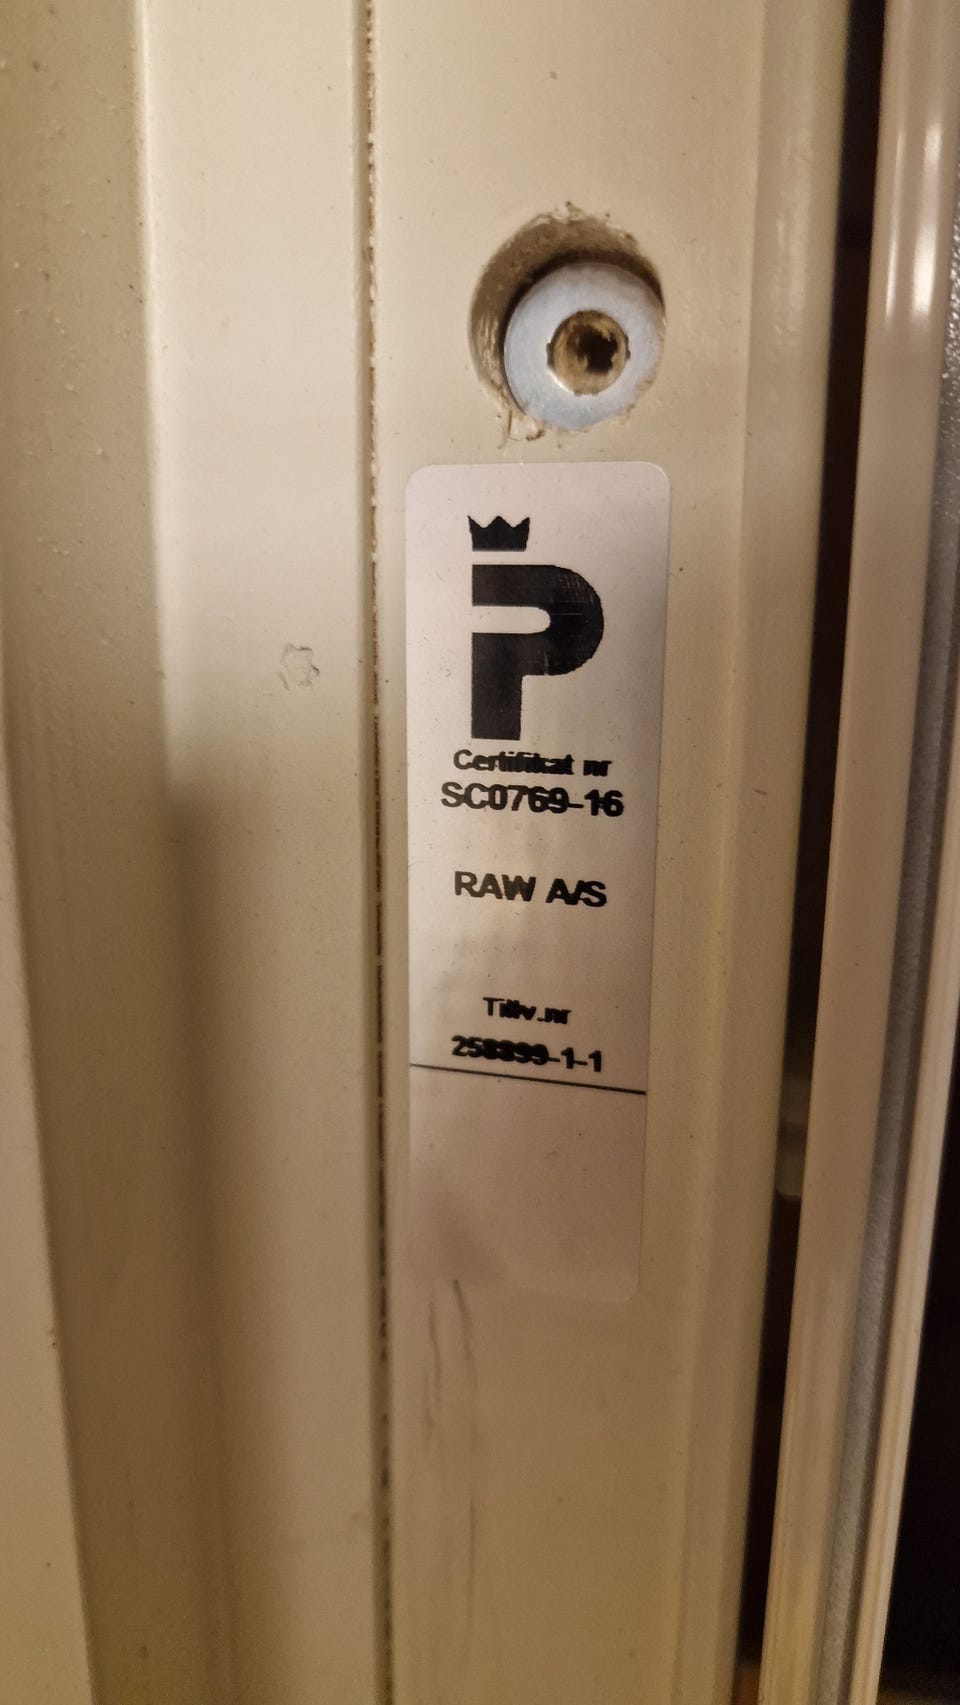 P
Certifikat nr
SC0769-16
RAW A/S
Tillv.nr
258899-1-1